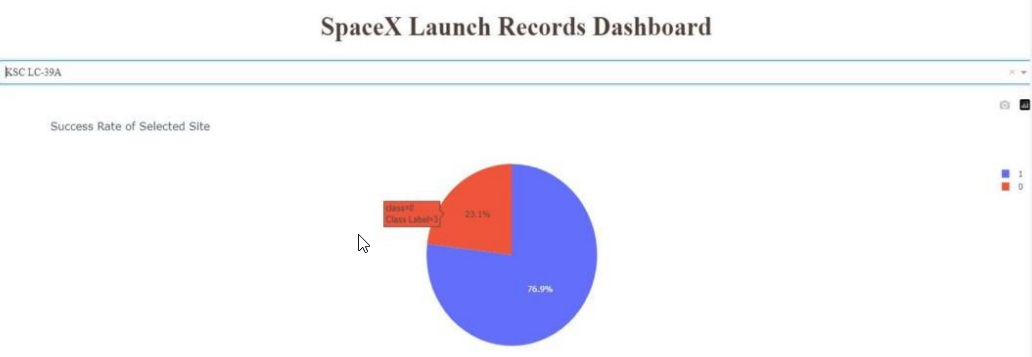 SpaceX Launch Records Dashboard
KSC LC-39A
Success Rate of Selected Site
1
0
class=0
Class Label=3
23.1%
76.9%